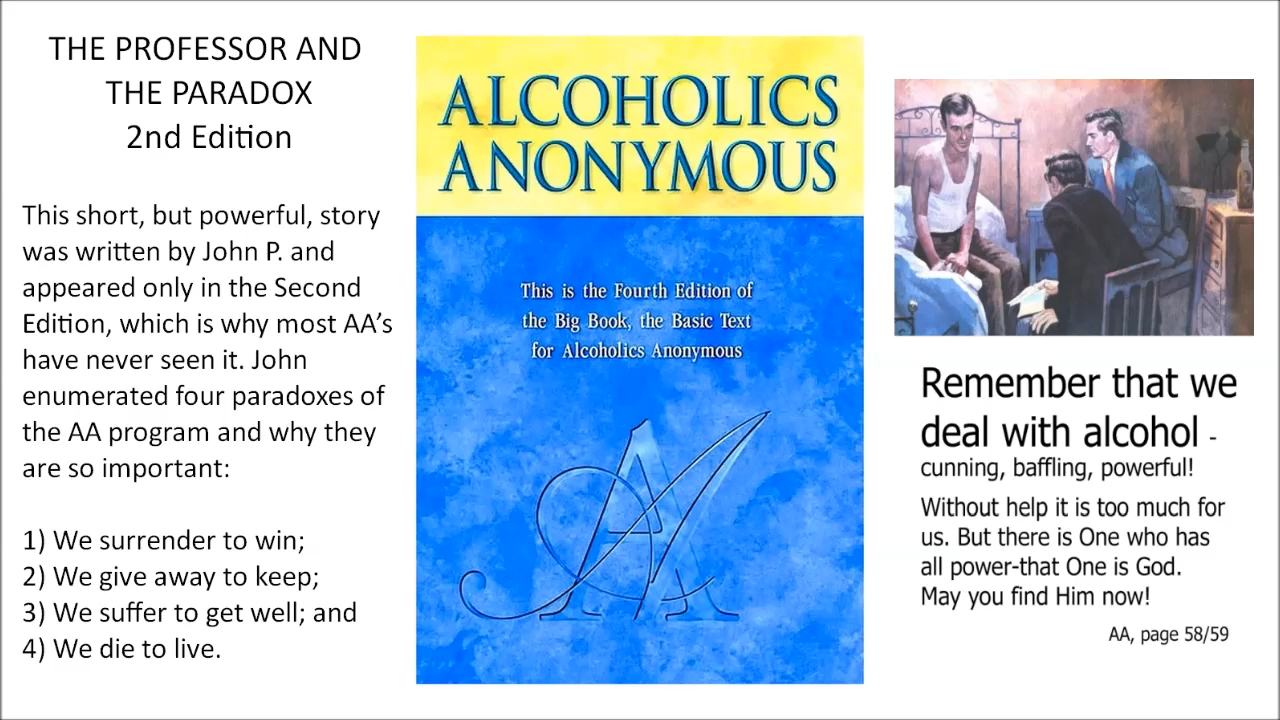 THE PROFESSOR AND
THE PARADOX
2nd Edition
This short, but powerful, story
was written by John P. and
appeared only in the Second
Edition, which is why most AA’s
have never seen it. John
enumerated four paradoxes of
the AA program and why they
are so important:
1) We surrender to win;
2) We give away to keep;
3) We suffer to get well; and
4) We die to live.
ALCOHOLICS
ANONYMOUS
This is the Fourth Edition of
the Big Book, the Basic Text
for Alcoholics Anonymous
AA
Remember that we
deal with alcohol -
cunning, baffling, powerful!
Without help it is too much for
us. But there is One who has
all power-that One is God.
May you find Him now!
AA, page 58/59